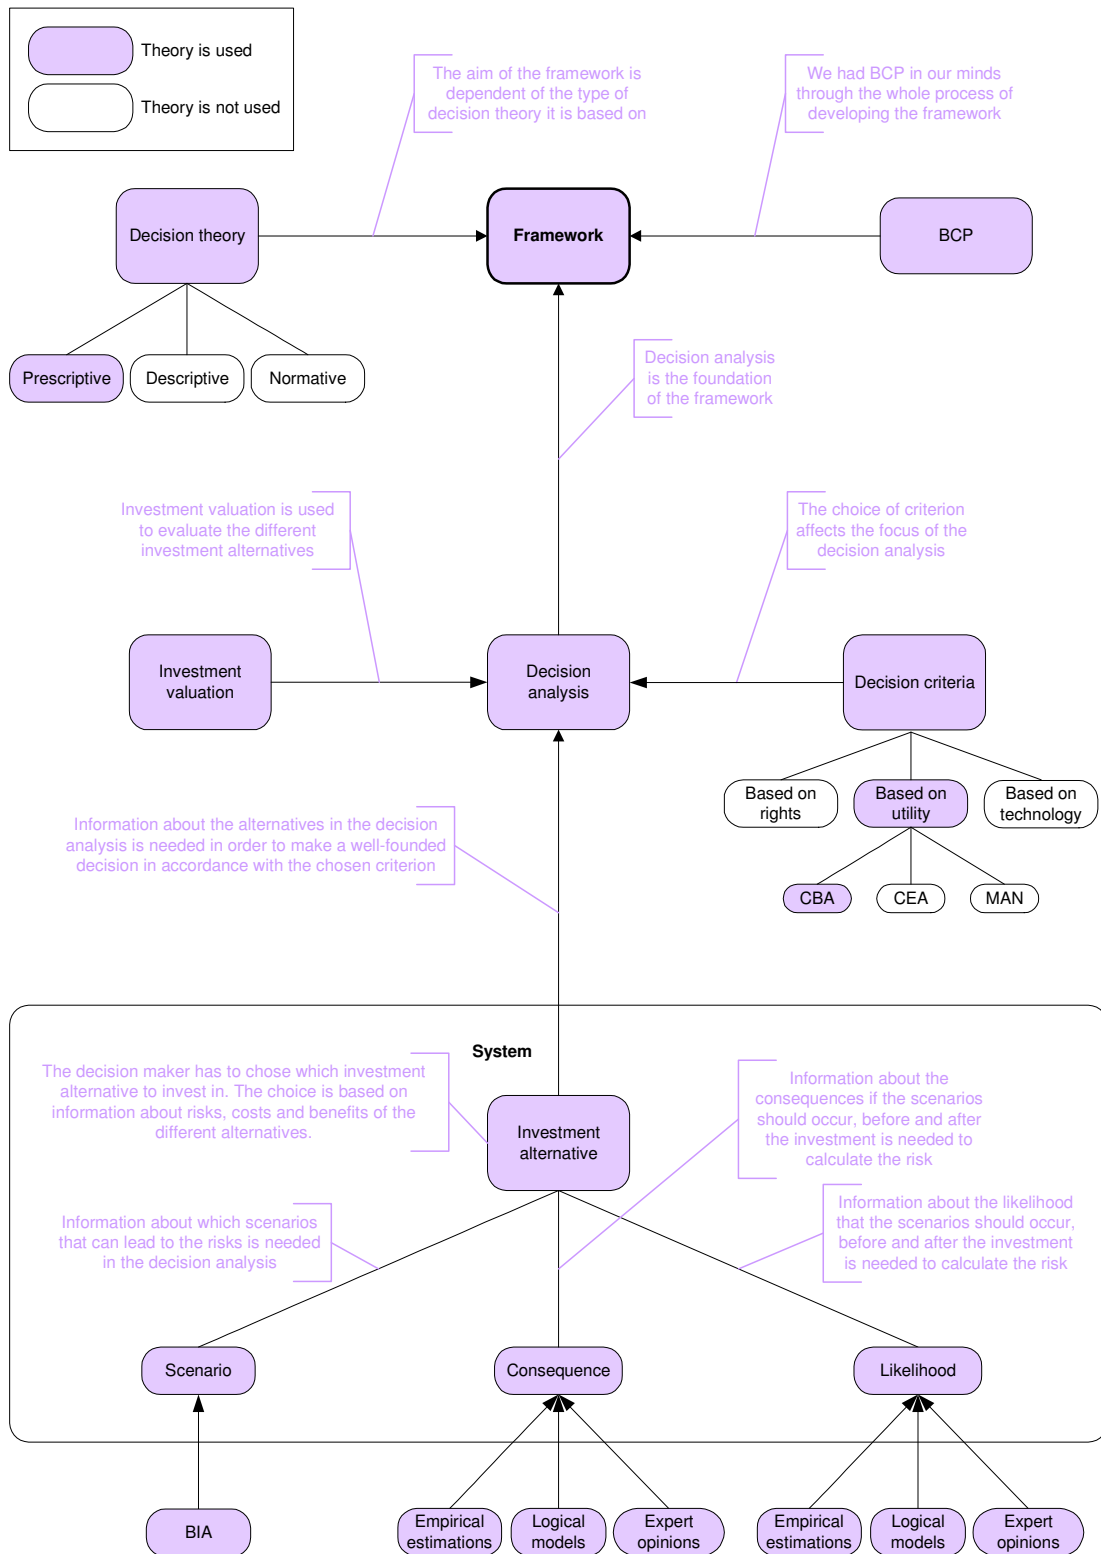 Theory is used
Theory is not used
The aim of the framework is
dependent of the type of
decision theory it is based on
We had BCP in our minds
through the whole process of
developing the framework
Decision theory
Framework
BCP
Prescriptive
Descriptive
Normative
Decision analysis
is the foundation
of the framework
Investment valuation is used
to evaluate the different
investment alternatives
The choice of criterion
affects the focus of the
decision analysis
Investment
valuation
Decision
analysis
Decision criteria
Based on
rights
Based on
utility
Based on
technology
Information about the alternatives in the decision
analysis is needed in order to make a well-founded
decision in accordance with the chosen criterion
CBA
CEA
MAN
System
The decision maker has to chose which investment
alternative to invest in. The choice is based on
information about risks, costs and benefits of the
different alternatives.
Investment
alternative
Information about the
consequences if the scenarios
should occur, before and after
the investment is needed to
calculate the risk
Information about which scenarios
that can lead to the risks is needed
in the decision analysis
Information about the likelihood
that the scenarios should occur,
before and after the investment
is needed to calculate the risk
Scenario
Consequence
Likelihood
BIA
Empirical
estimations
Logical
models
Expert
opinions
Empirical
estimations
Logical
models
Expert
opinions